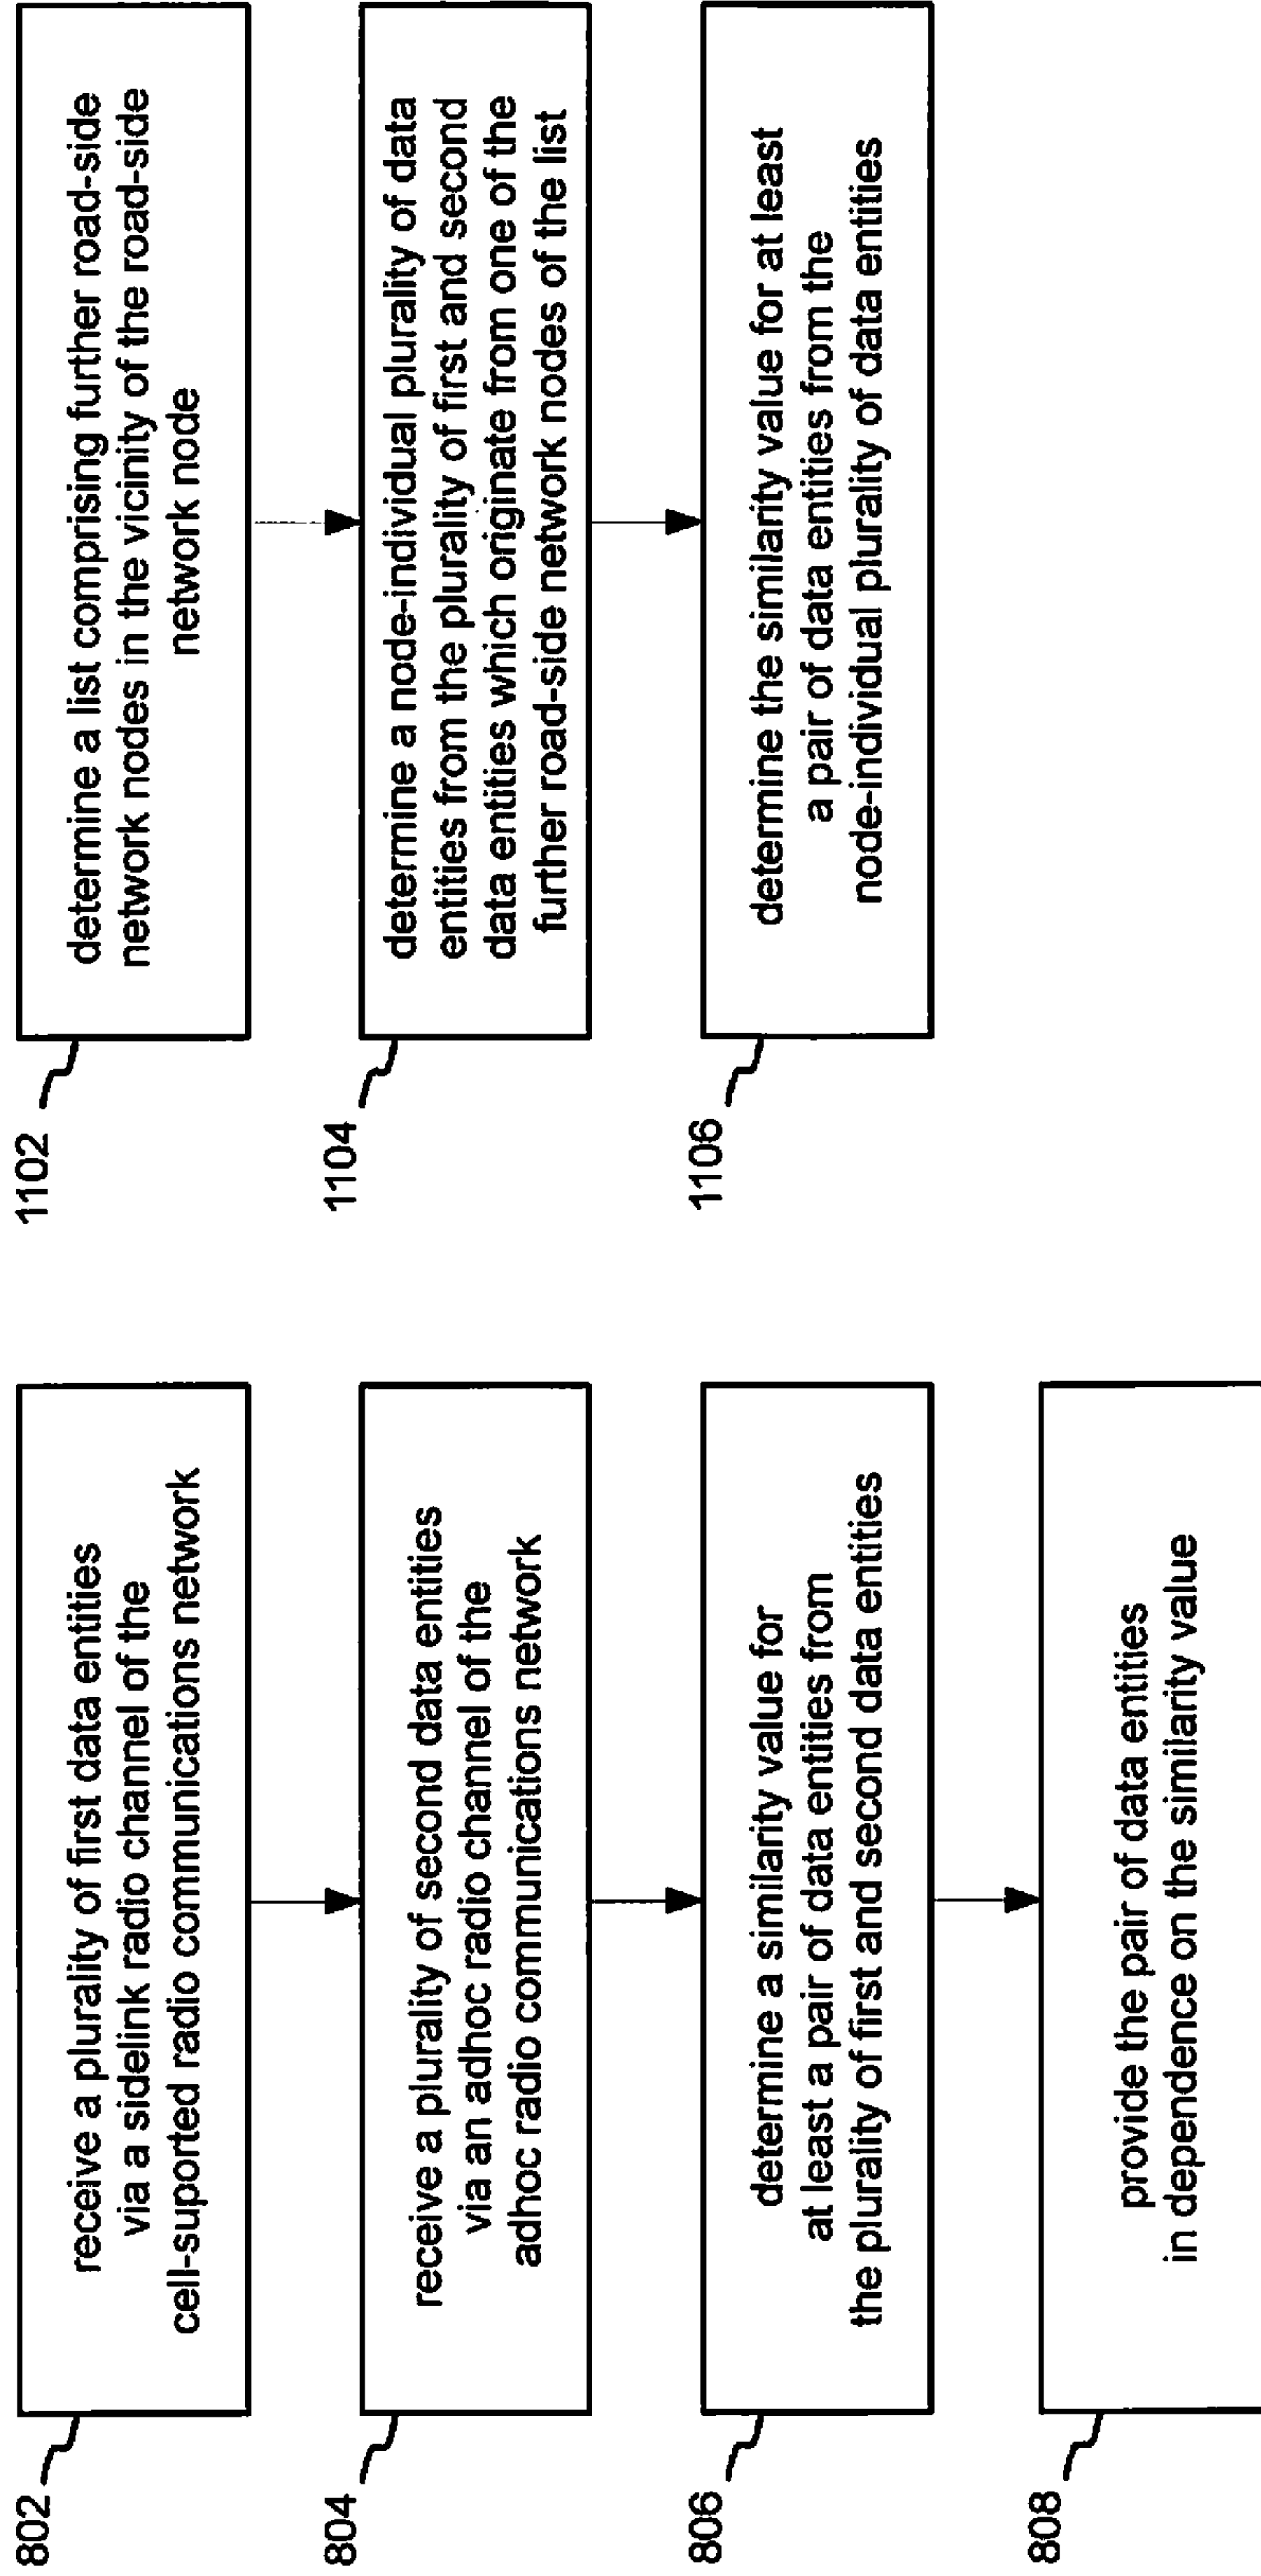 802
receive a plurality of first data entities
via a sidelink radio channel of the
cell-suported radio communications network
804
receive a plurality of second data entities
via an adhoc radio channel of the
adhoc radio communications network
806
determine a similarity value for
at least a pair of data entities from
the plurality of first and second data entities
808
provide the pair of data entities
in dependence on the similarity value
1102
determine a list comprising further road-side
network nodes in the vicinity of the road-side
network node
1104
determine a node-individual plurality of data
entities from the plurality of first and second
data entities which originate from one of the
further road-side network nodes of the list
1106
determine the similarity value for at least
a pair of data entities from the
node-individual plurality of data entities